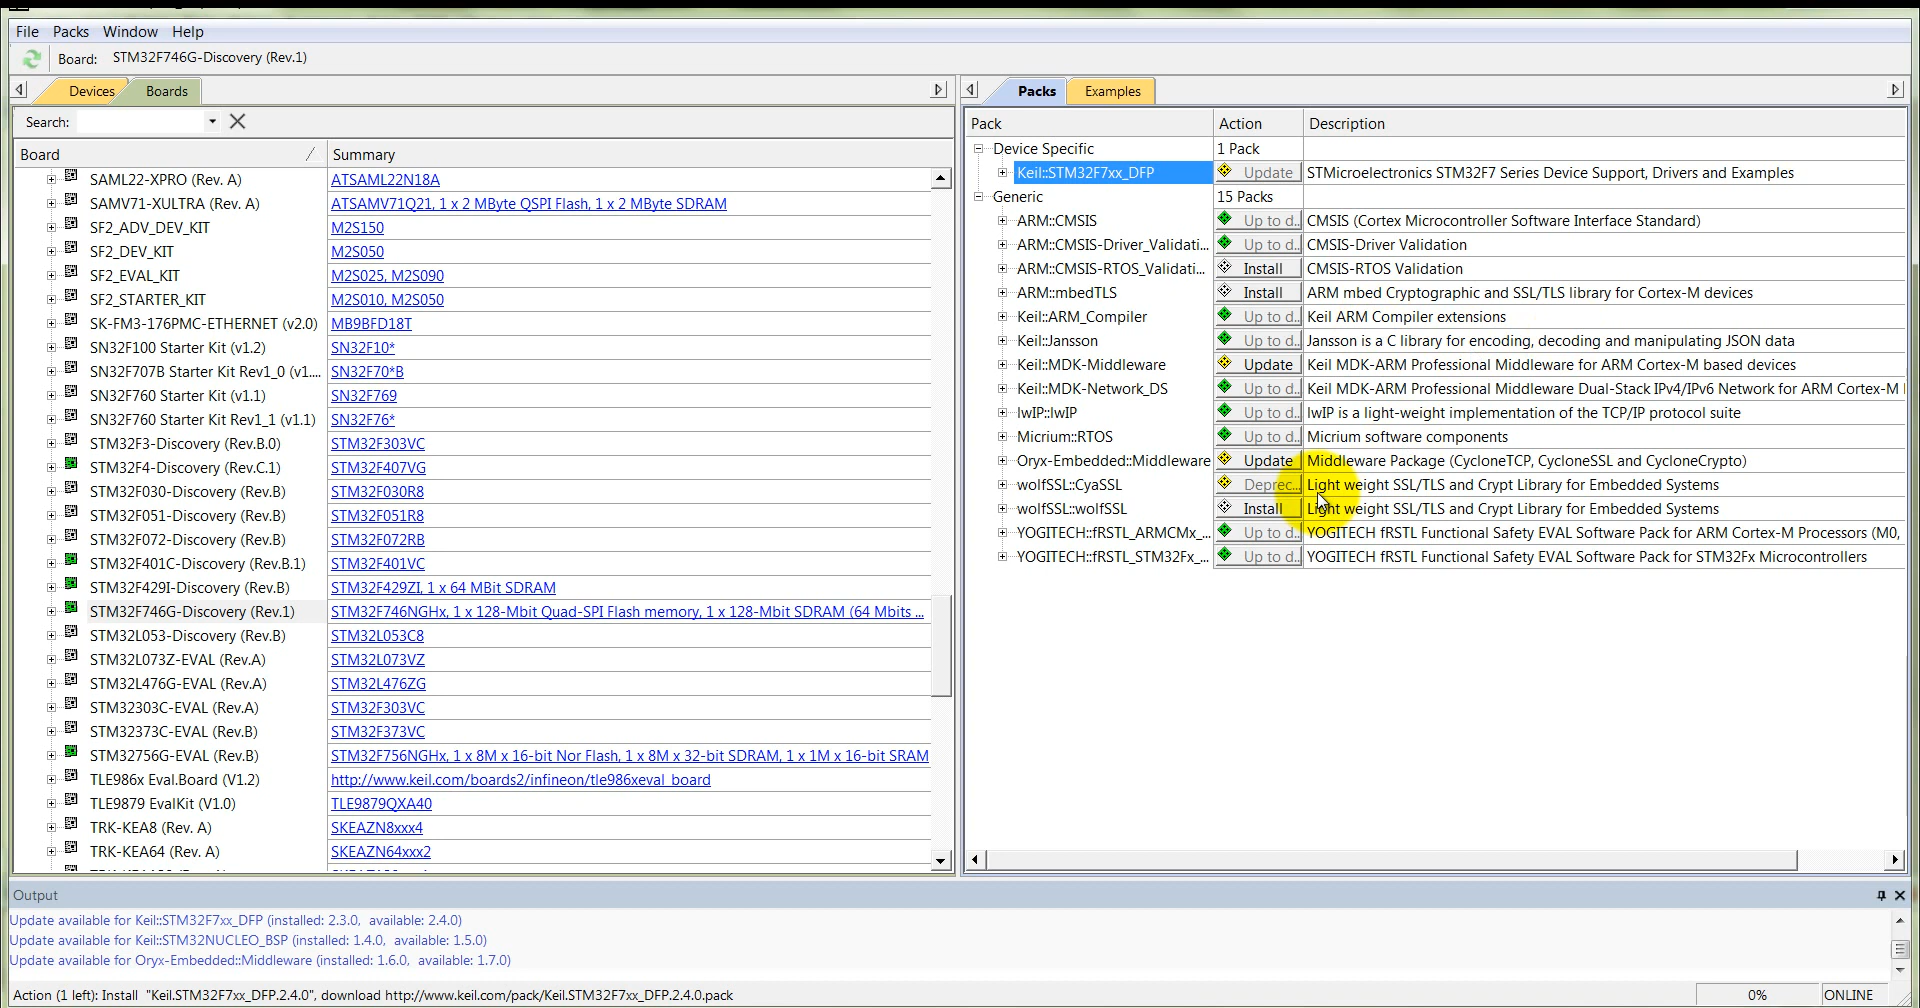 File Packs Window Help
Board: STM32F746G-Discovery (Rev.1)
Devices Boards
Search:
Board Summary
SAML22-XPRO (Rev. A) ATSAML22N18A
SAMV71-XULTRA (Rev. A) ATSAMV71Q21, 1 x 2 MByte QSPI Flash, 1 x 2 MByte SDRAM
SF2_ADV_DEV_KIT M2S150
SF2_DEV_KIT M2S050
SF2_EVAL_KIT M2S025, M2S090
SF2_STARTER_KIT M2S010, M2S050
SK-FM3-176PMC-ETHERNET (v2.0) MB9BFD18T
SN32F100 Starter Kit (v1.2) SN32F10*
SN32F707B Starter Kit Rev1_0 (v1.... SN32F70*B
SN32F760 Starter Kit (v1.1) SN32F769
SN32F760 Starter Kit Rev1_1 (v1.1) SN32F76*
STM32F3-Discovery (Rev.B.0) STM32F303VC
STM32F4-Discovery (Rev.C.1) STM32F407VG
STM32F030-Discovery (Rev.B) STM32F030R8
STM32F051-Discovery (Rev.B) STM32F051R8
STM32F072-Discovery (Rev.B) STM32F072RB
STM32F401C-Discovery (Rev.B.1) STM32F401VC
STM32F429I-Discovery (Rev.B) STM32F429ZI, 1 x 64 MBit SDRAM
STM32F746G-Discovery (Rev.1) STM32F746NGHx, 1 x 128-Mbit Quad-SPI Flash memory, 1 x 128-Mbit SDRAM (64 Mbits ...
STM32L053-Discovery (Rev.B) STM32L053C8
STM32L073Z-EVAL (Rev.A) STM32L073VZ
STM32L476G-EVAL (Rev.A) STM32L476ZG
STM32303C-EVAL (Rev.A) STM32F303VC
STM32373C-EVAL (Rev.B) STM32F373VC
STM32756G-EVAL (Rev.B) STM32F756NGHx, 1 x 8M x 16-bit Nor Flash, 1 x 8M x 32-bit SDRAM, 1 x 1M x 16-bit SRAM
TLE986x Eval.Board (V1.2) http://www.keil.com/boards2/infineon/tle986xeval_board
TLE9879 EvalKit (V1.0) TLE9879QXA40
TRK-KEA8 (Rev. A) SKEAZN8xxx4
TRK-KEA64 (Rev. A) SKEAZN64xxx2
Packs Examples
Pack Action Description
Device Specific 1 Pack
Keil::STM32F7xx_DFP Update STMicroelectronics STM32F7 Series Device Support, Drivers and Examples
Generic 15 Packs
ARM::CMSIS Up to d... CMSIS (Cortex Microcontroller Software Interface Standard)
ARM::CMSIS-Driver_Validati... Up to d... CMSIS-Driver Validation
ARM::CMSIS-RTOS_Validati... Install CMSIS-RTOS Validation
ARM::mbedTLS Install ARM mbed Cryptographic and SSL/TLS library for Cortex-M devices
Keil::ARM_Compiler Up to d... Keil ARM Compiler extensions
Keil::Jansson Up to d... Jansson is a C library for encoding, decoding and manipulating JSON data
Keil::MDK-Middleware Update Keil MDK-ARM Professional Middleware for ARM Cortex-M based devices
Keil::MDK-Network_DS Up to d... Keil MDK-ARM Professional Middleware Dual-Stack IPv4/IPv6 Network for ARM Cortex-M
lwIP::lwIP Up to d... lwIP is a light-weight implementation of the TCP/IP protocol suite
Micrium::RTOS Up to d... Micrium software components
Oryx-Embedded::Middleware Update Middleware Package (CycloneTCP, CycloneSSL and CycloneCrypto)
wolfSSL::CyaSSL Deprec... Light weight SSL/TLS and Crypt Library for Embedded Systems
wolfSSL::wolfSSL Install Light weight SSL/TLS and Crypt Library for Embedded Systems
YOGITECH::fRSTL_ARMCMx_... Up to d... YOGITECH fRSTL Functional Safety EVAL Software Pack for ARM Cortex-M Processors (M0,
YOGITECH::fRSTL_STM32Fx_... Up to d... YOGITECH fRSTL Functional Safety EVAL Software Pack for STM32Fx Microcontrollers
Output
Update available for Keil::STM32F7xx_DFP (installed: 2.3.0, available: 2.4.0)
Update available for Keil::STM32NUCLEO_BSP (installed: 1.4.0, available: 1.5.0)
Update available for Oryx-Embedded::Middleware (installed: 1.6.0, available: 1.7.0)
Action (1 left): Install "Keil.STM32F7xx_DFP.2.4.0", download http://www.keil.com/pack/Keil.STM32F7xx_DFP.2.4.0.pack 0% ONLINE